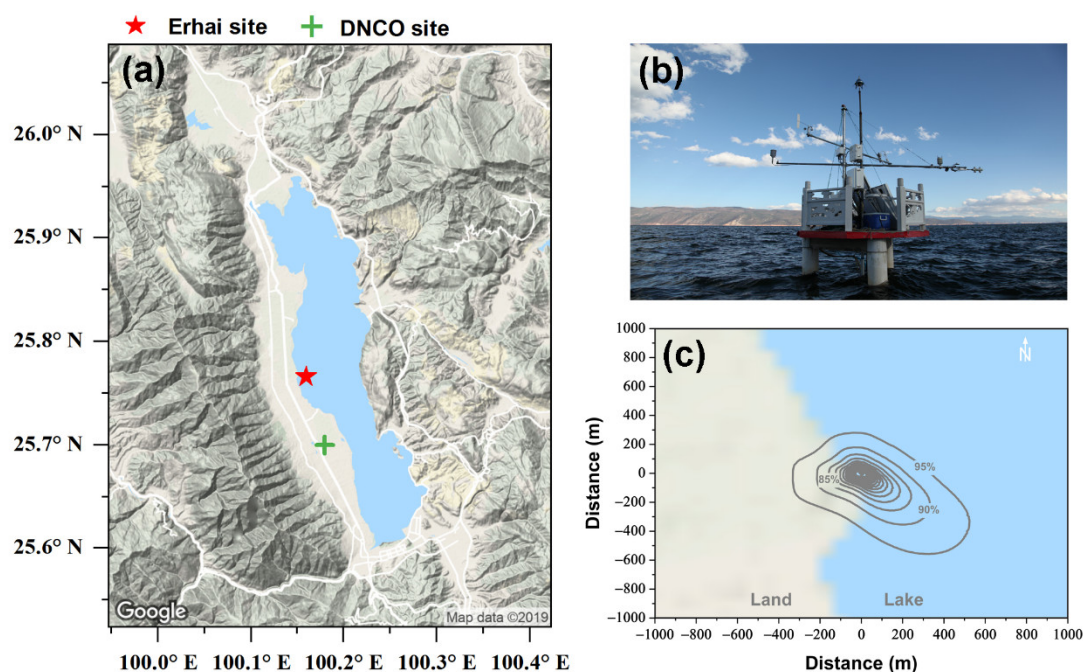 Erhai site DNCO site
(a)
26.0° N
25.9° N
25.8° N
25.7° N
25.6° N
Google
Map data ©2019
100.0° E 100.1° E 100.2° E 100.3° E 100.4° E
(b)
(c)
N
Distance (m)
1000
800
600
400
200
0
−200
−400
−600
−800
−1000
95%
85%
90%
Land Lake
−1000 −800 −600 −400 −200 0 200 400 600 800 1000
Distance (m)